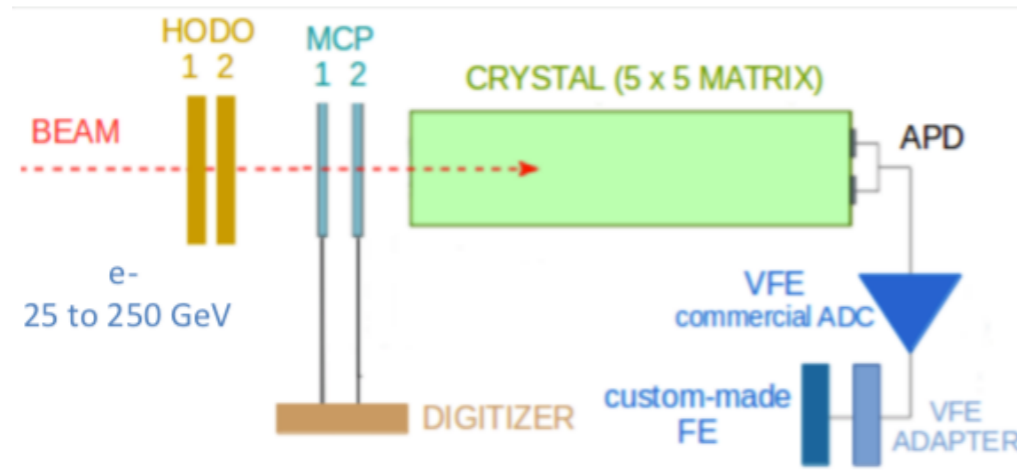 HODO
1 2
MCP
1 2
CRYSTAL (5 x 5 MATRIX)
BEAM
APD
e-
25 to 250 GeV
VFE
commercial ADC
custom-made
FE
DIGITIZER
VFE
ADAPTER